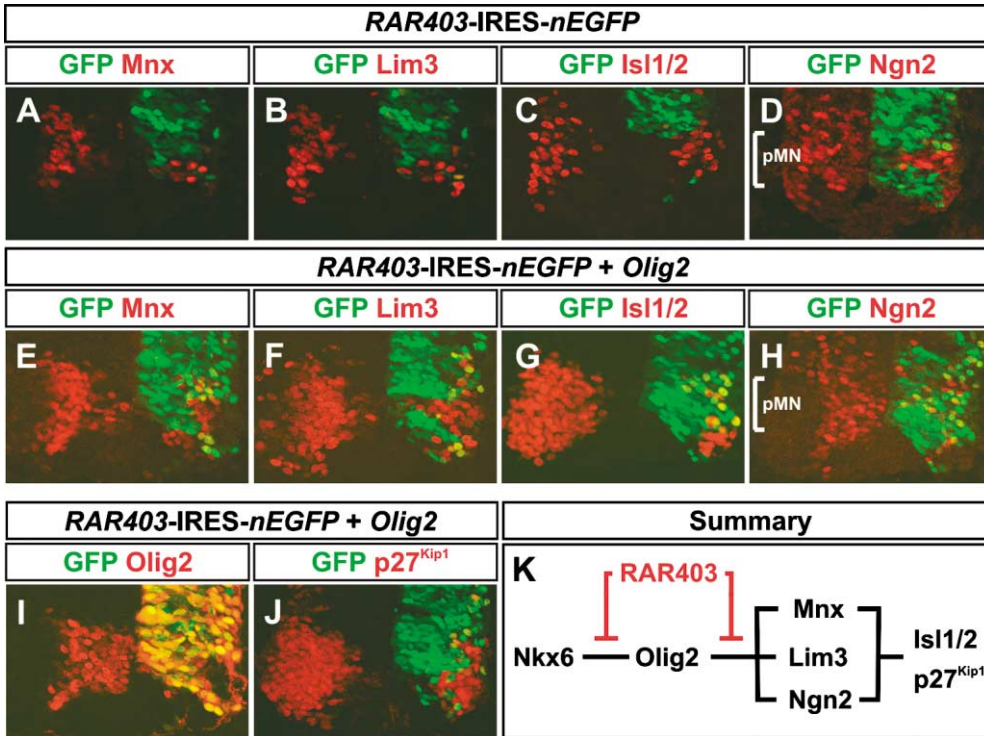 RAR403-IRES-nEGFP
GFP Mnx
GFP Lim3
GFP Isl1/2
GFP Ngn2
A
B
C
D
pMN
RAR403-IRES-nEGFP + Olig2
GFP Mnx
GFP Lim3
GFP Isl1/2
GFP Ngn2
E
F
G
H
pMN
RAR403-IRES-nEGFP + Olig2
Summary
GFP Olig2
GFP p27Kip1
I
J
K
RAR403
Mnx
Nkx6 Olig2 Lim3 Isl1/2
Ngn2 p27Kip1